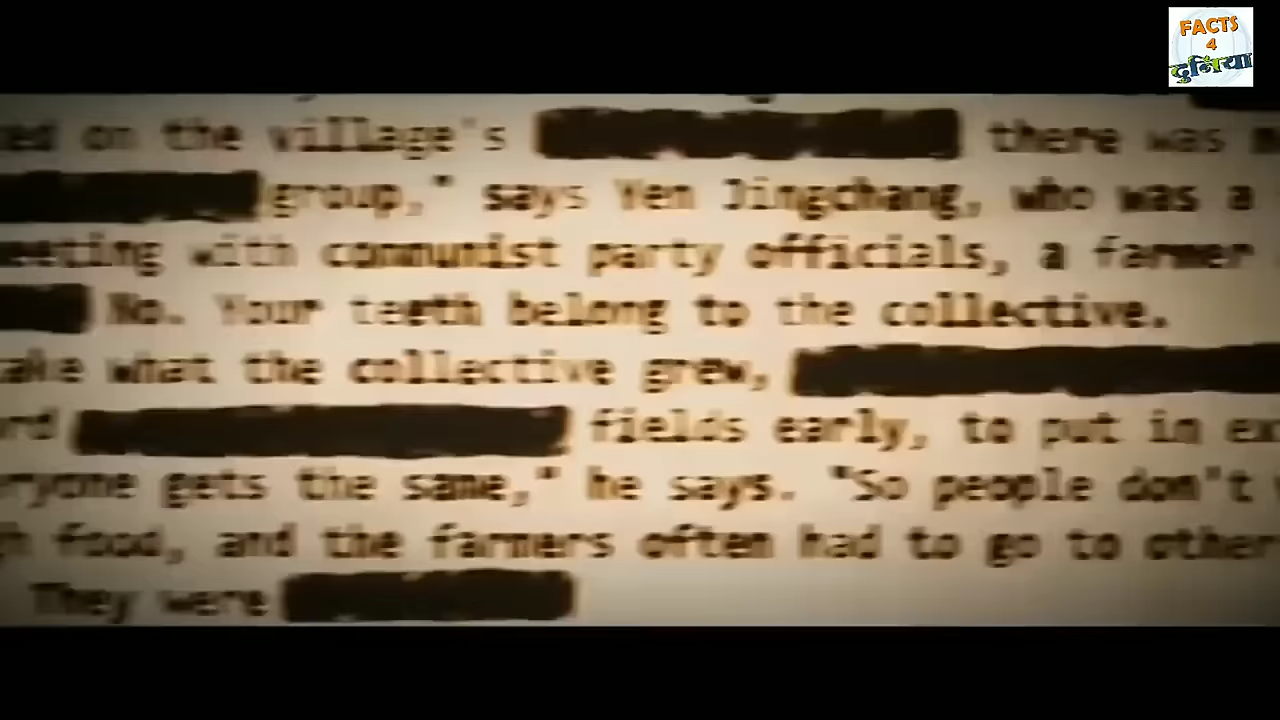 FACTS
4
दुनिया
ed on the village's there was
group," says Yen Jingchang, who was a
eeting with communist party officials, a farmer
No. Your teeth belong to the collective.
ake what the collective grew,
rd fields early, to put in ex
ryone gets the same," he says. "So people don't
h food, and the farmers often had to go to other
They were